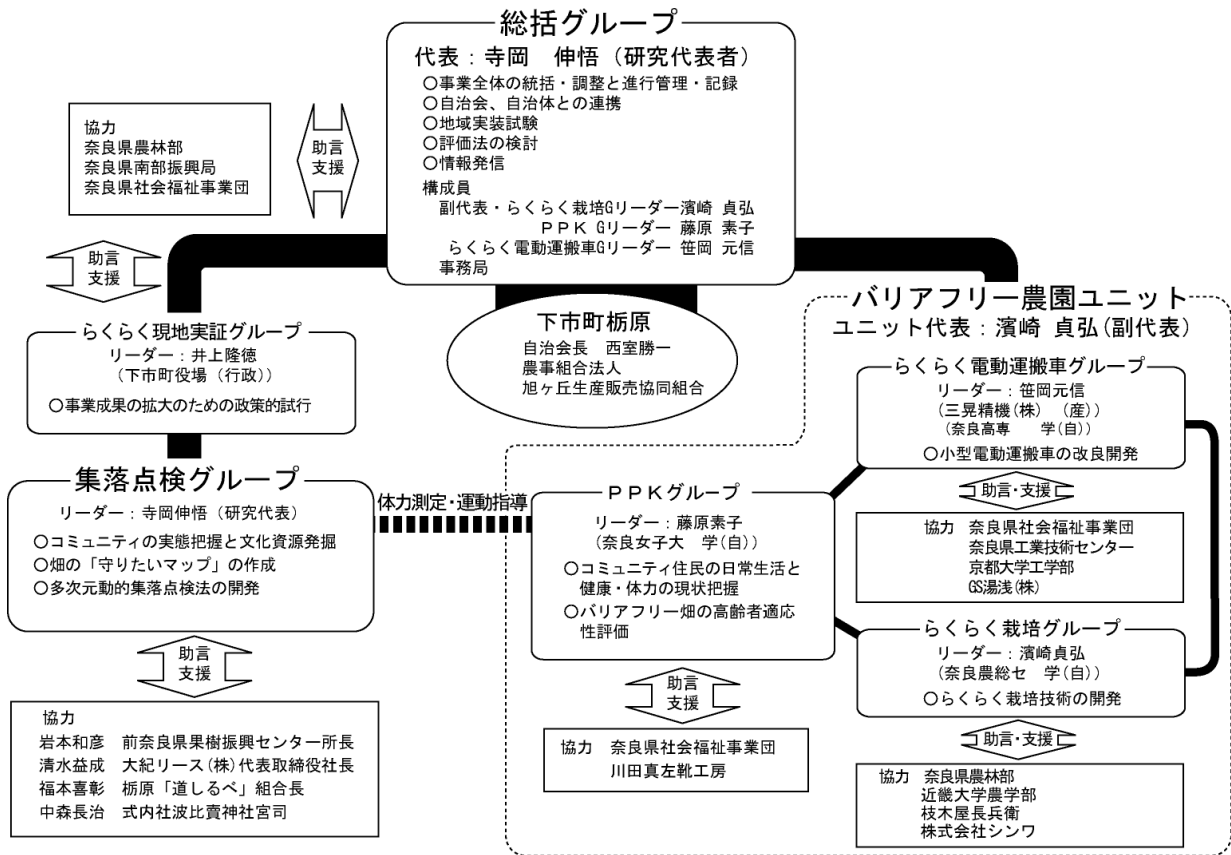 総括グループ
代表：寺岡　伸悟（研究代表者）
○事業全体の統括・調整と進行管理・記録
○自治会、自治体との連携
○地域実装試験
○評価法の検討
○情報発信
構成員
副代表・らくらく栽培Gリーダー濱崎 貞弘
ＰＰＫ Gリーダー 藤原 素子
らくらく電動運搬車Gリーダー 笹岡 元信
事務局
協力
奈良県農林部
奈良県南部振興局
奈良県社会福祉事業団
助言
支援
助言
支援
らくらく現地実証グループ
リーダー：井上隆徳
（下市町役場（行政））
○事業成果の拡大のための政策的試行
下市町栃原
自治会長　西室勝一
農事組合法人
旭ヶ丘生産販売協同組合
集落点検グループ
リーダー：寺岡伸悟（研究代表）
○コミュニティの実態把握と文化資源発掘
○畑の「守りたいマップ」の作成
○多次元動的集落点検法の開発
助言
支援
協力
岩本和彦　前奈良県果樹振興センター所長
清水益成　大紀リース(株)代表取締役社長
福本喜彰　栃原「道しるべ」組合長
中森長治　式内社波比賣神社宮司
体力測定・運動指導
バリアフリー農園ユニット
ユニット代表：濱崎 貞弘(副代表)
ＰＰＫグループ
リーダー：藤原素子
(奈良女子大　学(自))
○コミュニティ住民の日常生活と
健康・体力の現状把握
○バリアフリー畑の高齢者適応
性評価
助言
支援
協力　奈良県社会福祉事業団
川田真左靴工房
らくらく電動運搬車グループ
リーダー：笹岡元信
(三晃精機(株)　(産))
(奈良高専　学(自))
○小型電動運搬車の改良開発
助言・支援
協力　奈良県社会福祉事業団
奈良県工業技術センター
京都大学工学部
GS湯浅(株)
らくらく栽培グループ
リーダー：濱崎貞弘
(奈良農総セ　学(自))
○らくらく栽培技術の開発
助言・支援
協力　奈良県農林部
近畿大学農学部
枝木屋長兵衛
株式会社シンワ